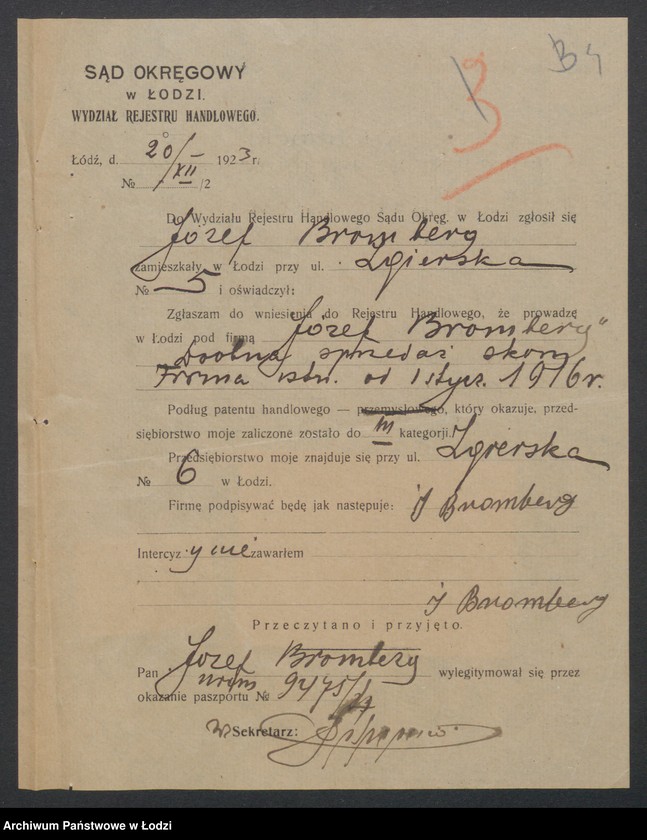 B 4
3
SĄD OKRĘGOWY
w ŁODZI.
WYDZIAŁ REJESTRU HANDLOWEGO.
Łódź, d. 20/XII 1923 r.
№ /2
Do Wydziału Rejestru Handlowego Sądu Okręg. w Łodzi zgłosił się
Józef Bromberg
zamieszkały w Łodzi przy ul. Zgierska
№ 5 i oświadczył:
Zgłaszam do wniesienia do Rejestru Handlowego, że prowadzę
w Łodzi pod firmą „Józef Bromberg”
Drobna sprzedaż skór
Firma istn. od 1 stycz. 1916 r.
Podług patentu handlowego — przemysłowego, który okazuje, przed-
siębiorstwo moje zaliczone zostało do III kategorji.
Przedsiębiorstwo moje znajduje się przy ul. Zgierska
№ 6 w Łodzi.
Firmę podpisywać będę jak następuje: J Bromberg
Intercyzy nie zawarłem
J Bromberg
Przeczytano i przyjęto.
Pan Józef Bromberg wylegitymował się przez
okazanie paszportu № 9475/
W Sekretarz:
Archiwum Państwowe w Łodzi